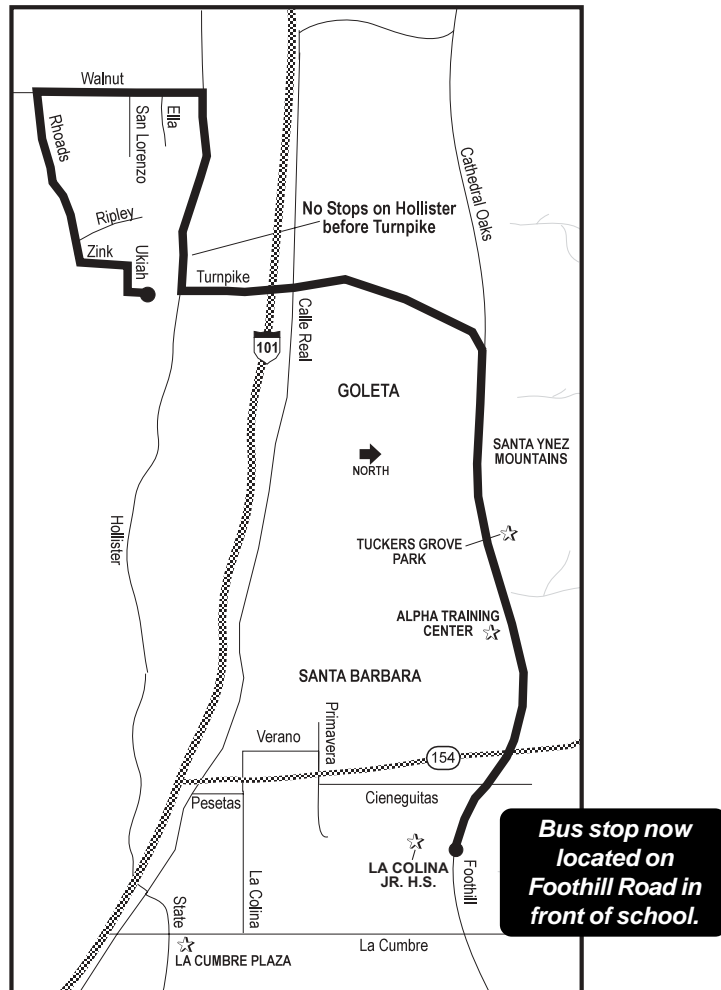 Walnut
Rhoads
San Lorenzo
Ella
Ripley
Zink
Ukiah
Cathedral Oaks
No Stops on Hollister
before Turnpike
Turnpike
Calle Real
101
GOLETA
NORTH
SANTA YNEZ
MOUNTAINS
Hollister
TUCKERS GROVE
PARK
ALPHA TRAINING
CENTER
SANTA BARBARA
Primavera
Verano
154
Pesetas
Cieneguitas
La Colina
LA COLINA
JR. H.S.
Foothill
Bus stop now
located on
Foothill Road in
front of school.
State
La Cumbre
LA CUMBRE PLAZA